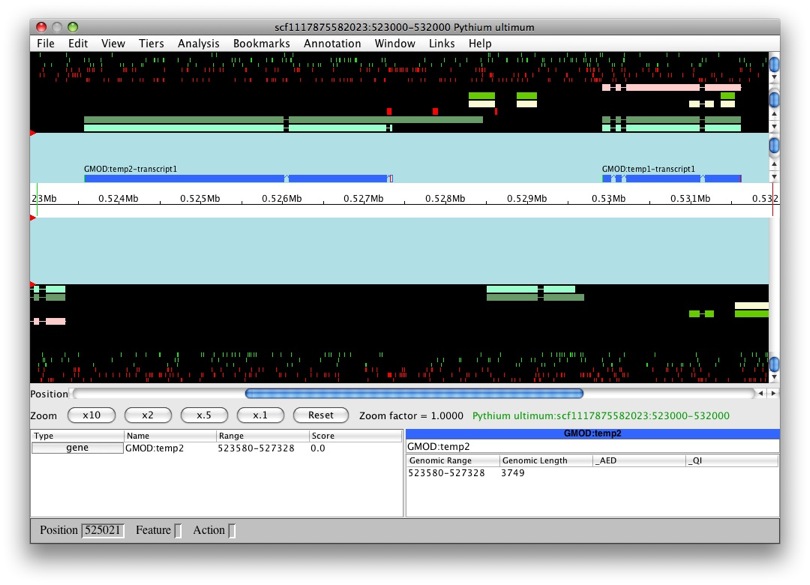 scf1117875582023:523000-532000 Pythium ultimum
File Edit View Tiers Analysis Bookmarks Annotation Window Links Help
GMOD:temp2-transcript1 GMOD:temp1-transcript1
23Mb 0.524Mb 0.525Mb 0.526Mb 0.527Mb 0.528Mb 0.529Mb 0.53Mb 0.531Mb 0.532
Position
Zoom x10 x2 x.5 x.1 Reset Zoom factor = 1.0000 Pythium ultimum:scf1117875582023:523000-532000
Type Name Range Score
gene GMOD:temp2 523580-527328 0.0
GMOD:temp2
GMOD:temp2
Genomic Range Genomic Length _AED _QI
523580-527328 3749
Position 525021 Feature Action